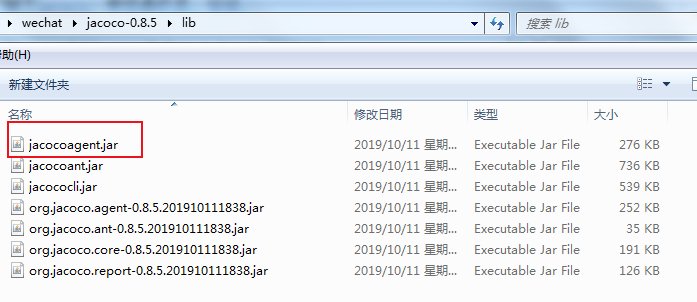 wechat ▸ jacoco-0.8.5 ▸ lib
搜索 lib
帮助(H)
新建文件夹
名称 修改日期 类型 大小
jacocoagent.jar 2019/10/11 星期... Executable Jar File 276 KB
jacocoant.jar 2019/10/11 星期... Executable Jar File 736 KB
jacococli.jar 2019/10/11 星期... Executable Jar File 539 KB
org.jacoco.agent-0.8.5.201910111838.jar 2019/10/11 星期... Executable Jar File 252 KB
org.jacoco.ant-0.8.5.201910111838.jar 2019/10/11 星期... Executable Jar File 35 KB
org.jacoco.core-0.8.5.201910111838.jar 2019/10/11 星期... Executable Jar File 191 KB
org.jacoco.report-0.8.5.201910111838.jar 2019/10/11 星期... Executable Jar File 126 KB